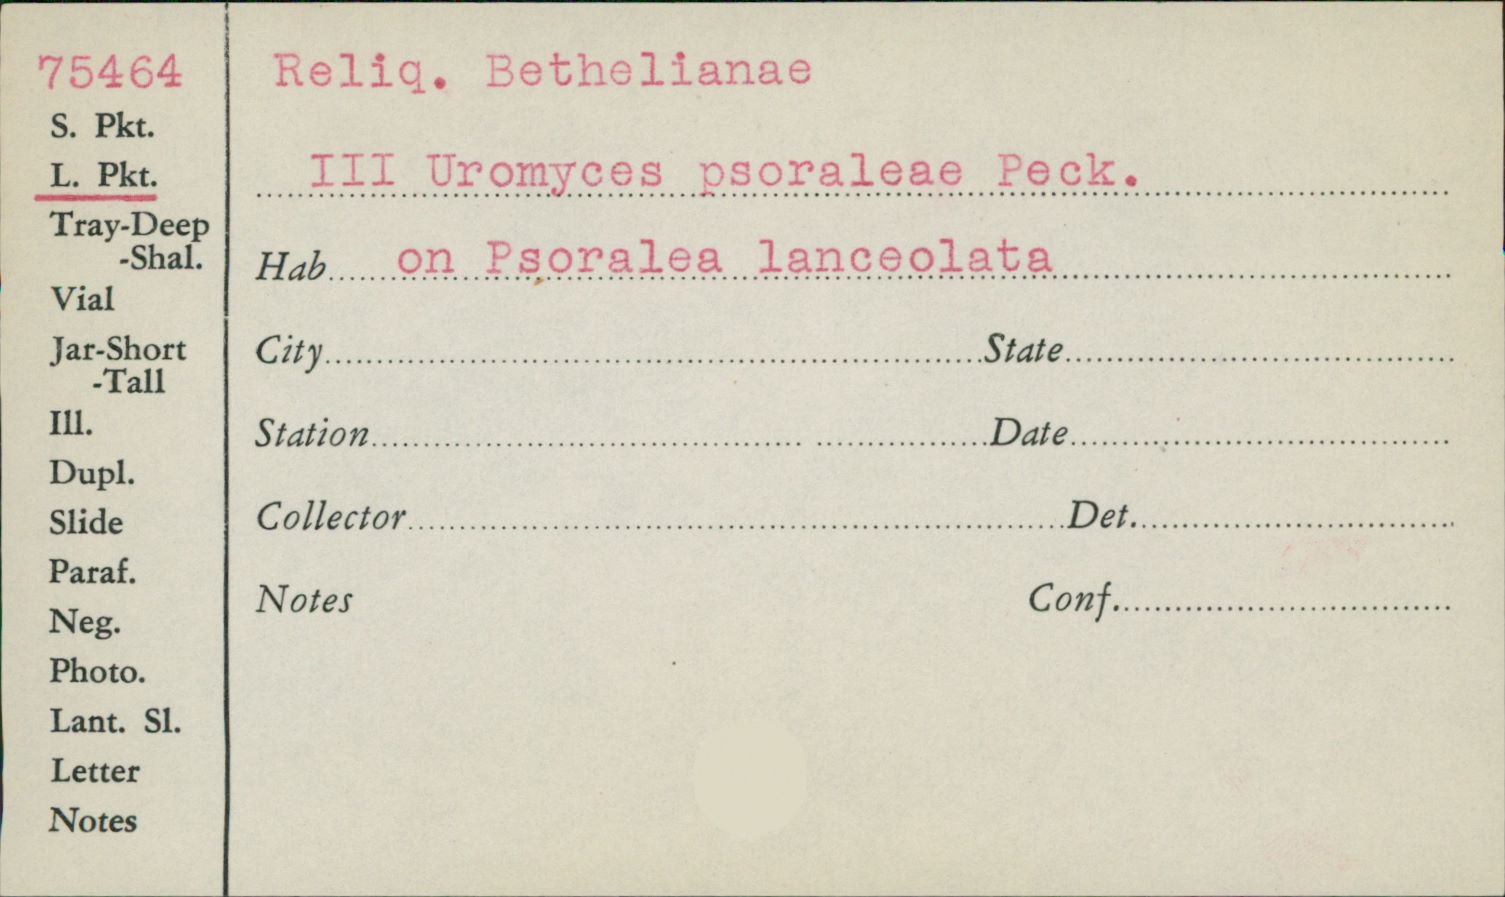 75464
Reliq. Bethelianae
S. Pkt.
L. Pkt.
III Uromyces psoraleae Peck.
Tray-Deep
-Shal.
Hab. on Psoralea lanceolata
Vial
Jar-Short
-Tall
City State
Ill.
Station Date
Dupl.
Slide
Collector Det.
Paraf.
Neg.
Notes Conf.
Photo.
Lant. Sl.
Letter
Notes